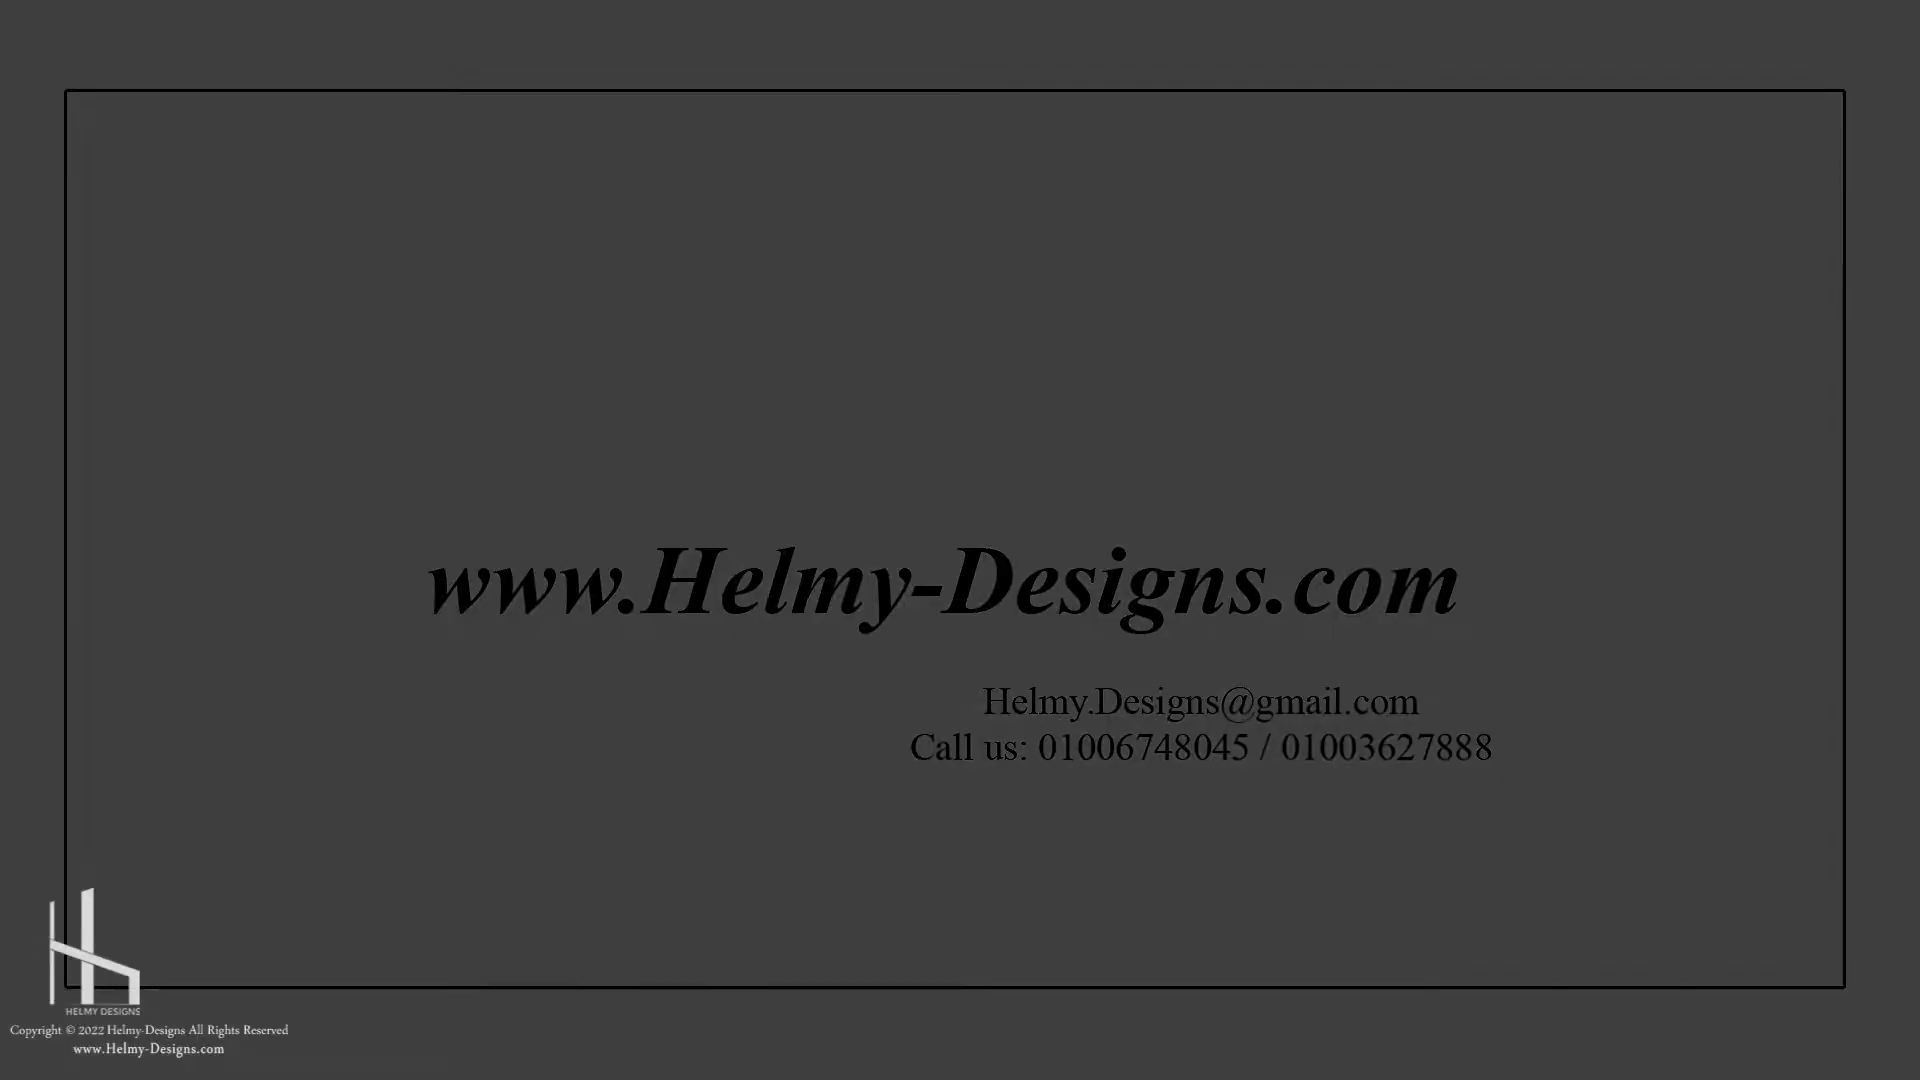 www.Helmy-Designs.com
Helmy.Designs@gmail.com
Call us: 01006748045 / 01003627888
HELMY DESIGNS
Copyright © 2022 Helmy-Designs All Rights Reserved
www.Helmy-Designs.com